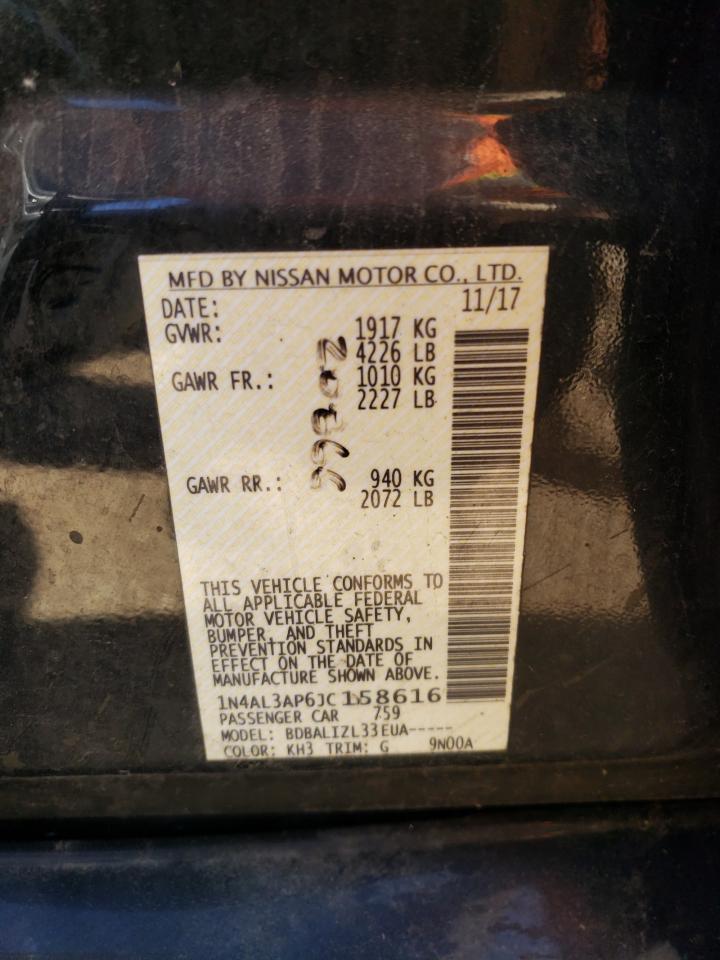 MFD BY NISSAN MOTOR CO., LTD.
DATE: 11/17
GVWR: 1917 KG
4226 LB
GAWR FR.: 1010 KG
2227 LB
GAWR RR.: 940 KG
2072 LB
THIS VEHICLE CONFORMS TO
ALL APPLICABLE FEDERAL
MOTOR VEHICLE SAFETY,
BUMPER, AND THEFT
PREVENTION STANDARDS IN
EFFECT ON THE DATE OF
MANUFACTURE SHOWN ABOVE.
1N4AL3AP6JC158616
PASSENGER CAR 759
MODEL: BDBALIZL33EUA-----
COLOR: KH3 TRIM: G 9N00A